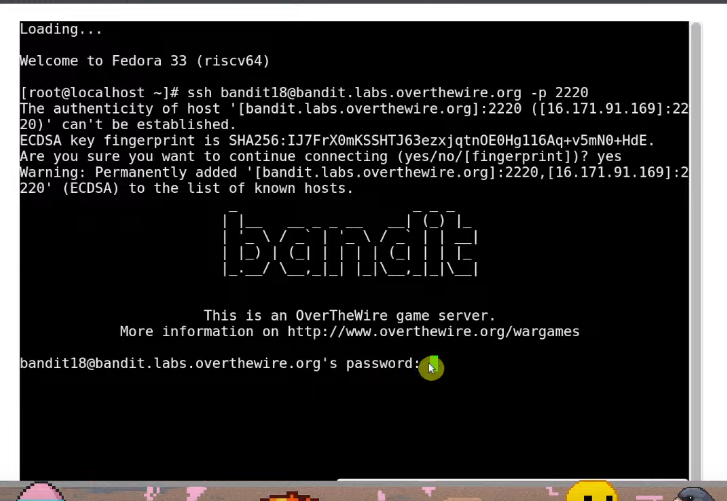 Loading...
Welcome to Fedora 33 (riscv64)
[root@localhost ~]# ssh bandit18@bandit.labs.overthewire.org -p 2220
The authenticity of host '[bandit.labs.overthewire.org]:2220 ([16.171.91.169]:22
20)' can't be established.
ECDSA key fingerprint is SHA256:IJ7FrX0mKSSHTJ63ezxjqtnOE0Hg116Aq+v5mN0+HdE.
Are you sure you want to continue connecting (yes/no/[fingerprint])? yes
Warning: Permanently added '[bandit.labs.overthewire.org]:2220,[16.171.91.169]:2
220' (ECDSA) to the list of known hosts.
bandit
This is an OverTheWire game server.
More information on http://www.overthewire.org/wargames
bandit18@bandit.labs.overthewire.org's password: